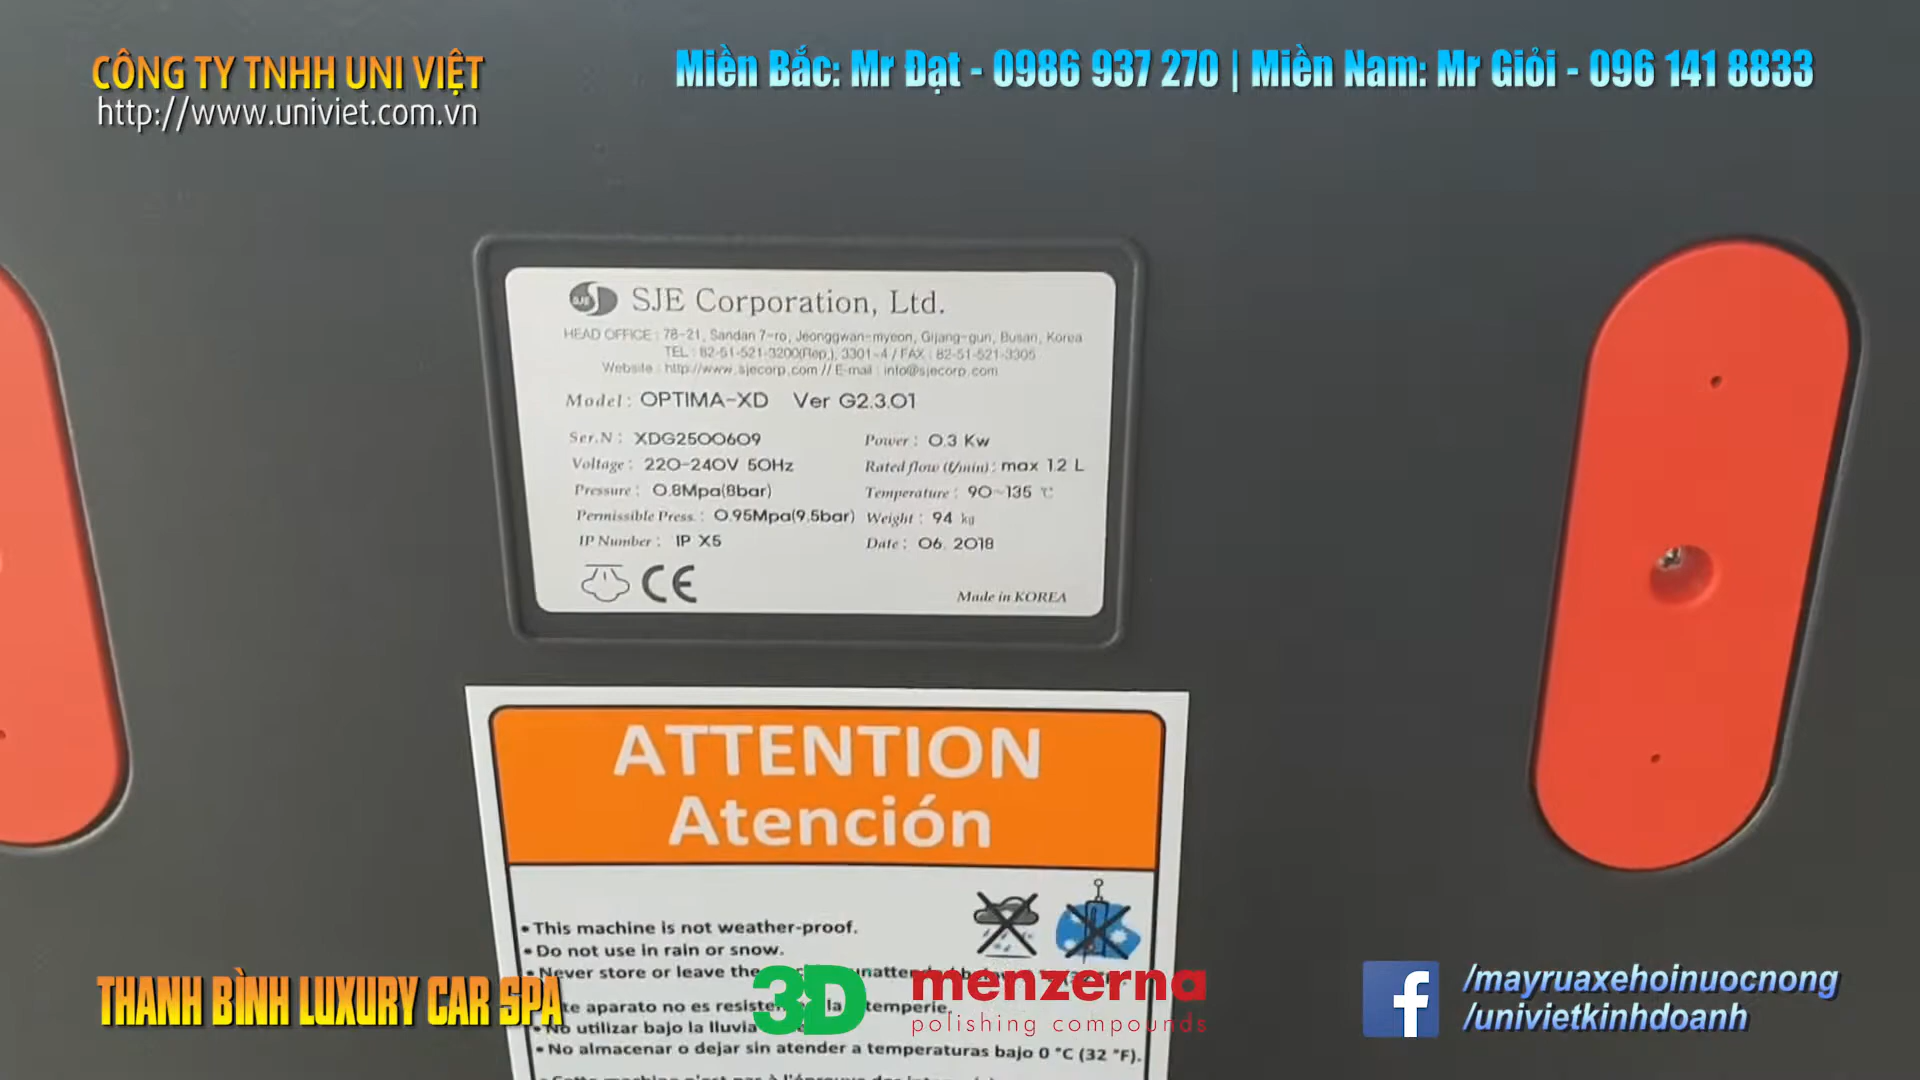 CÔNG TY TNHH UNI VIỆT
http://www.univiet.com.vn
Miền Bắc: Mr Đạt - 0986 937 270 | Miền Nam: Mr Giỏi - 096 141 8833
SJE Corporation, Ltd.
HEAD OFFICE : 78-21, Sandan 7-ro, Jeonggwan-myeon, Gijang-gun, Busan, Korea
TEL : 82-51-521-3200(Rep.), 3301~4 / FAX : 82-51-521-3305
Website : http://www.sjecorp.com // E-mail : info@sjecorp.com
Model : OPTIMA-XD Ver G2.3.01
Ser.N : XDG2500609
Power : 0.3 Kw
Voltage : 220-240V 50Hz
Rated flow (ℓ/min) : max 1.2 L
Pressure : 0.8Mpa(8bar)
Temperature : 90~135 ℃
Permissible Press. : 0.95Mpa(9.5bar)
Weight : 94 kg
IP Number : IP X5
Date : 06. 2018
CE
Made in KOREA
ATTENTION
Atención
• This machine is not weather-proof.
• Do not use in rain or snow.
• Never store or leave the
aparato no es
temperie.
• No utilizar bajo la lluvia
• No almacenar o dejar sin atender a temperaturas bajo 0 °C (32 °F).
THANH BÌNH LUXURY CAR SPA
3D
menzerna
polishing compounds
f
/mayruaxehoinuocnong
/univietkinhdoanh